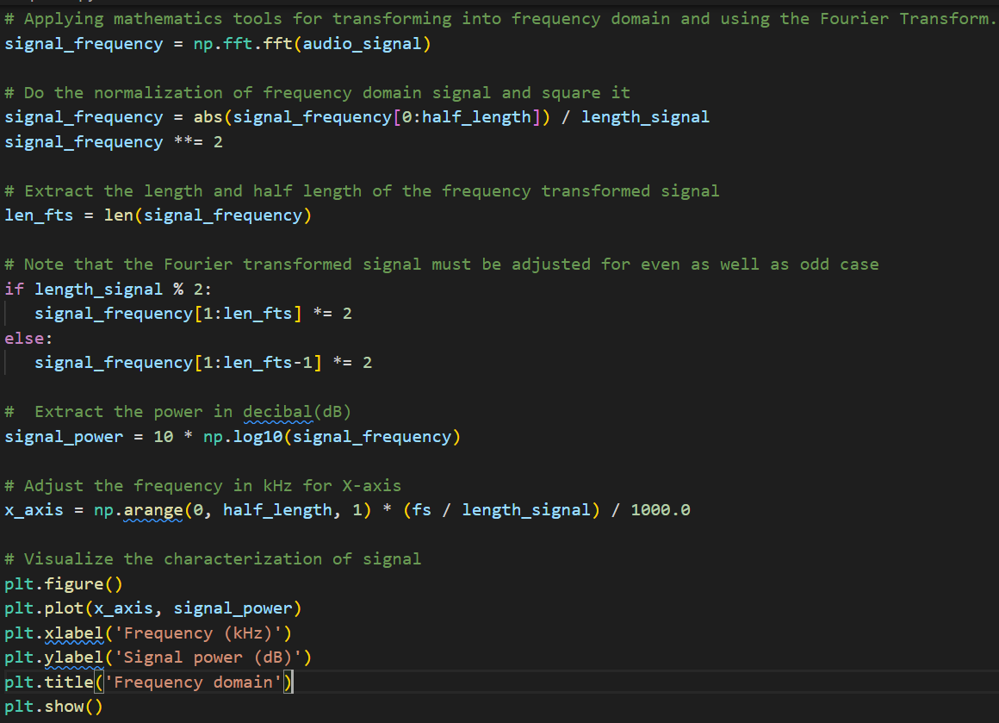 # Applying mathematics tools for transforming into frequency domain and using the Fourier Transform.
signal_frequency = np.fft.fft(audio_signal)

# Do the normalization of frequency domain signal and square it
signal_frequency = abs(signal_frequency[0:half_length]) / length_signal
signal_frequency **= 2

# Extract the length and half length of the frequency transformed signal
len_fts = len(signal_frequency)

# Note that the Fourier transformed signal must be adjusted for even as well as odd case
if length_signal % 2:
   signal_frequency[1:len_fts] *= 2
else:
   signal_frequency[1:len_fts-1] *= 2

#  Extract the power in decibal(dB)
signal_power = 10 * np.log10(signal_frequency)

# Adjust the frequency in kHz for X-axis
x_axis = np.arange(0, half_length, 1) * (fs / length_signal) / 1000.0

# Visualize the characterization of signal
plt.figure()
plt.plot(x_axis, signal_power)
plt.xlabel('Frequency (kHz)')
plt.ylabel('Signal power (dB)')
plt.title('Frequency domain')
plt.show()